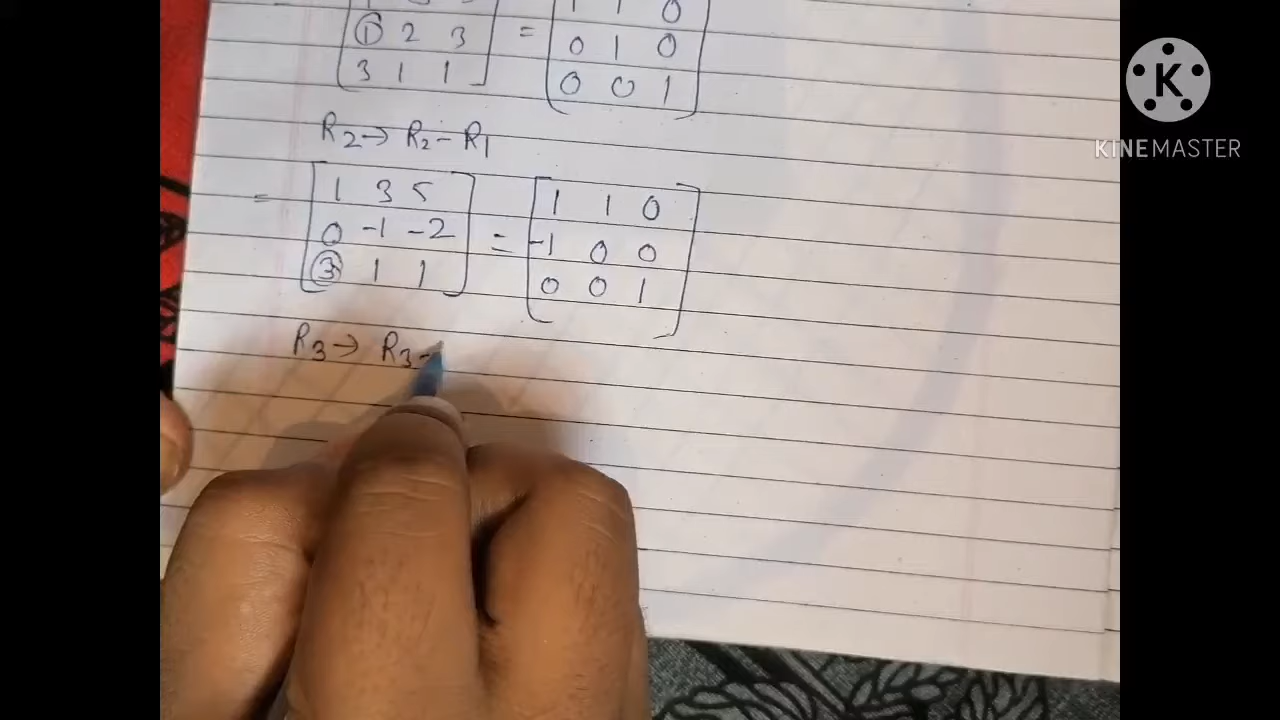 1 2 3 = 0 1 0
3 1 1 0 0 1
R2 → R2 - R1
= 1 3 5 1 1 0
0 -1 -2 = -1 0 0
3 1 1 0 0 1
R3 → R3 -
K
KINEMASTER